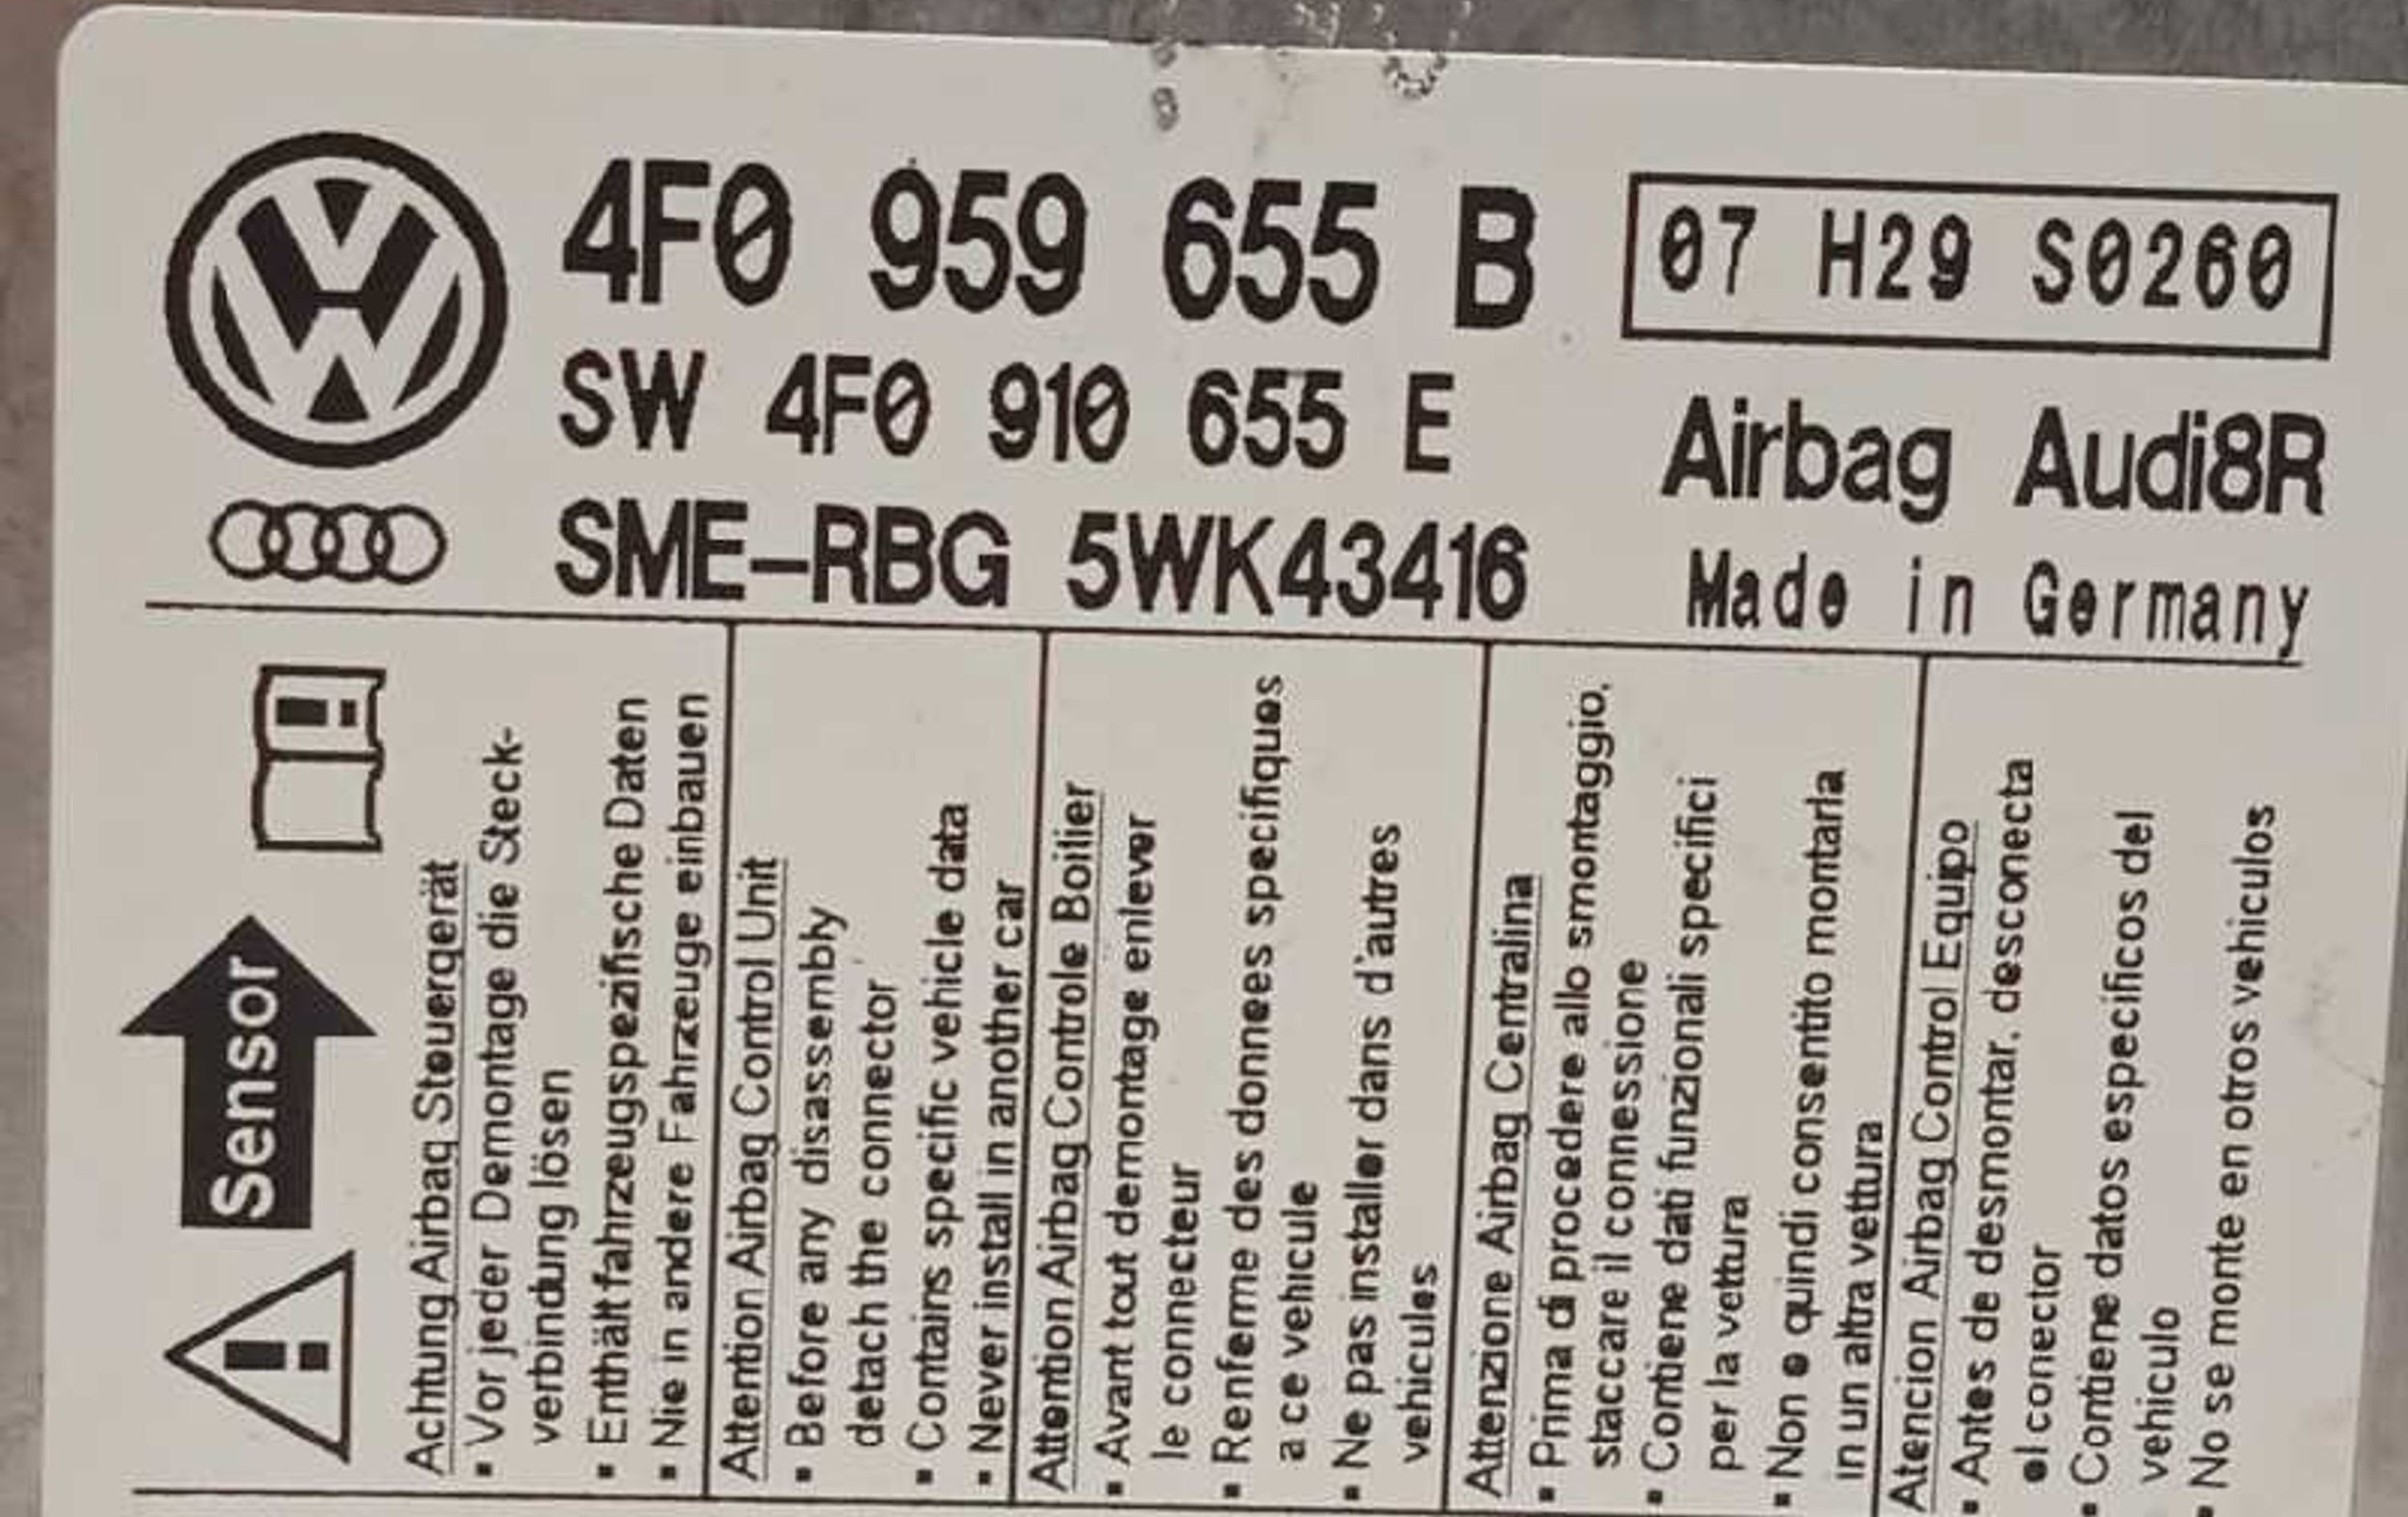 4F0 959 655 B
07 H29 S0260
SW 4F0 910 655 E
Airbag Audi8R
SME-RBG 5WK43416
Made in Germany
Sensor
Achtung Airbag Steuergerät
▪ Vor jeder Demontage die Steck-
verbindung lösen
▪ Enthält fahrzeugspezifische Daten
▪ Nie in andere Fahrzeuge einbauen
Attention Airbag Control Unit
▪ Before any disassembly
detach the connector
▪ Contains specific vehicle data
▪ Never install in another car
Attention Airbag Controle Boitier
▪ Avant tout demontage enlever
le connecteur
▪ Renferme des donnees specifiques
a ce vehicule
▪ Ne pas installer dans d'autres
vehicules
Attenzione Airbag Centralina
▪ Prima di procedere allo smontaggio,
staccare il connessione
▪ Contiene dati funzionali specifici
per la vettura
▪ Non e quindi consentito montarla
in un altra vettura
Atencion Airbag Control Equipo
▪ Antes de desmontar, desconecta
el conector
▪ Contiene datos especificos del
vehiculo
▪ No se monte en otros vehiculos